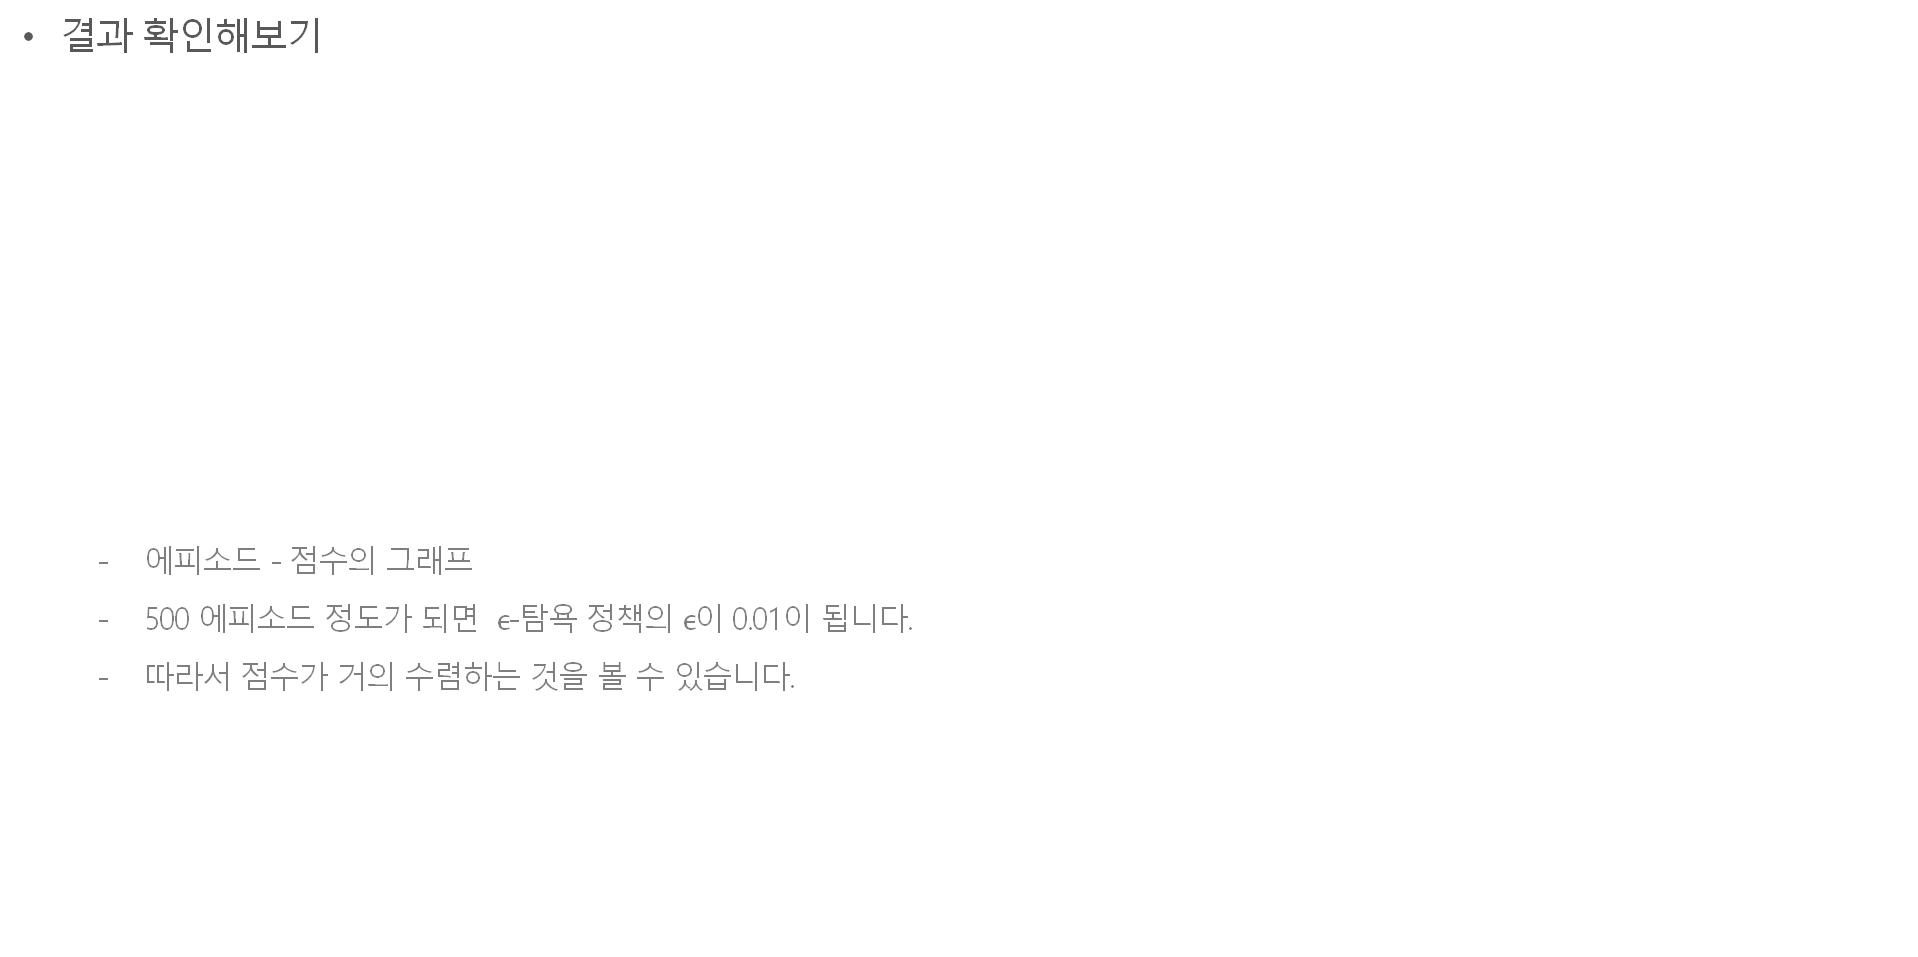 • 결과 확인해보기
- 에피소드 - 점수의 그래프
- 500 에피소드 정도가 되면 ϵ-탐욕 정책의 ϵ이 0.01이 됩니다.
- 따라서 점수가 거의 수렴하는 것을 볼 수 있습니다.